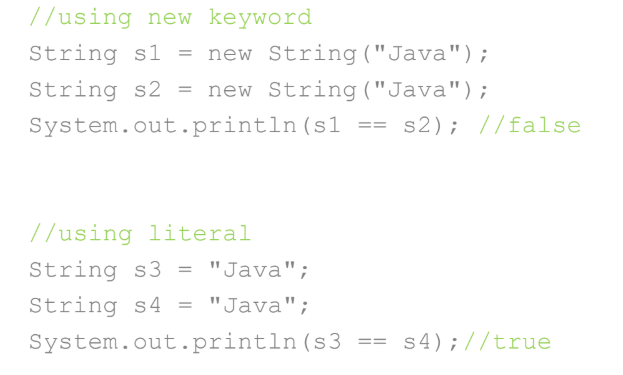 //using new keyword
String s1 = new String("Java");
String s2 = new String("Java");
System.out.println(s1 == s2); //false
//using literal
String s3 = "Java";
String s4 = "Java";
System.out.println(s3 == s4);//true